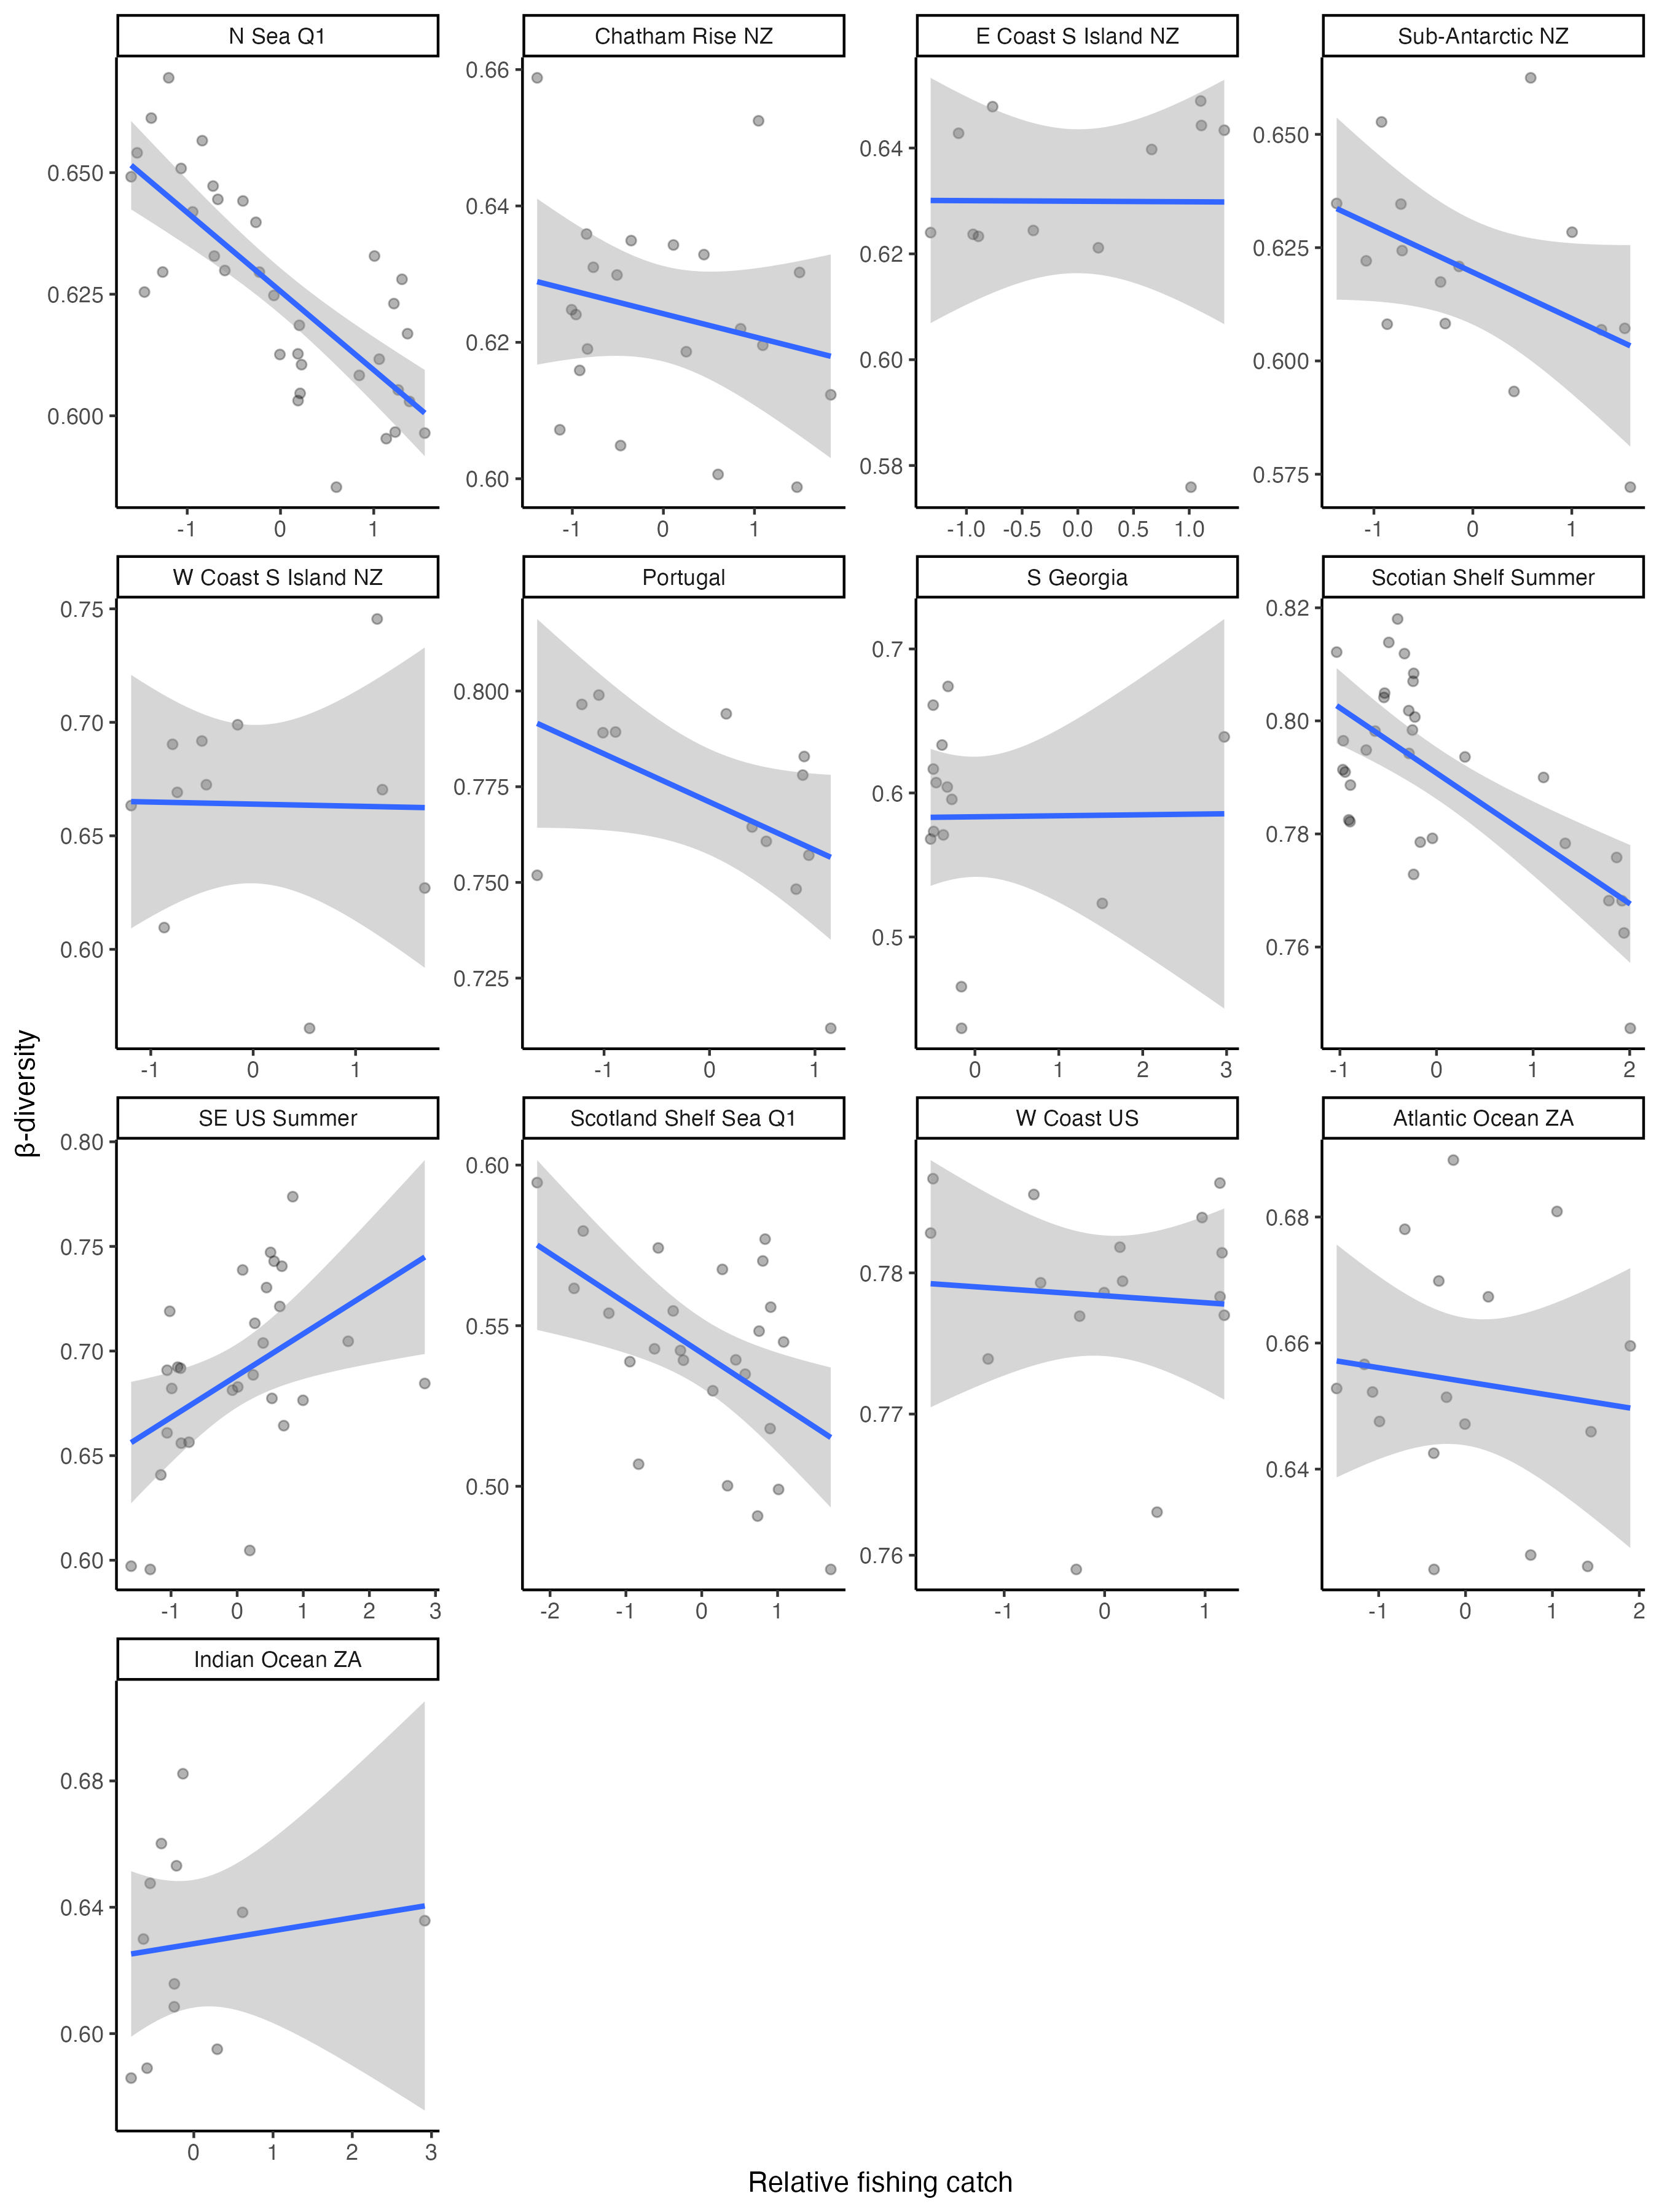 N Sea Q1
Chatham Rise NZ
E Coast S Island NZ
Sub-Antarctic NZ
0.650
0.625
0.600
-1 0 1
0.66
0.64
0.62
0.60
-1 0 1
0.64
0.62
0.60
0.58
-1.0 -0.5 0.0 0.5 1.0
0.650
0.625
0.600
0.575
-1 0 1
W Coast S Island NZ
Portugal
S Georgia
Scotian Shelf Summer
0.75
0.70
0.65
0.60
-1 0 1
0.800
0.775
0.750
0.725
-1 0 1
0.7
0.6
0.5
0 1 2 3
0.82
0.80
0.78
0.76
-1 0 1 2
β-diversity
SE US Summer
Scotland Shelf Sea Q1
W Coast US
Atlantic Ocean ZA
0.80
0.75
0.70
0.65
0.60
-1 0 1 2 3
0.60
0.55
0.50
-2 -1 0 1
0.78
0.77
0.76
-1 0 1
0.68
0.66
0.64
-1 0 1 2
Indian Ocean ZA
0.68
0.64
0.60
0 1 2 3
Relative fishing catch